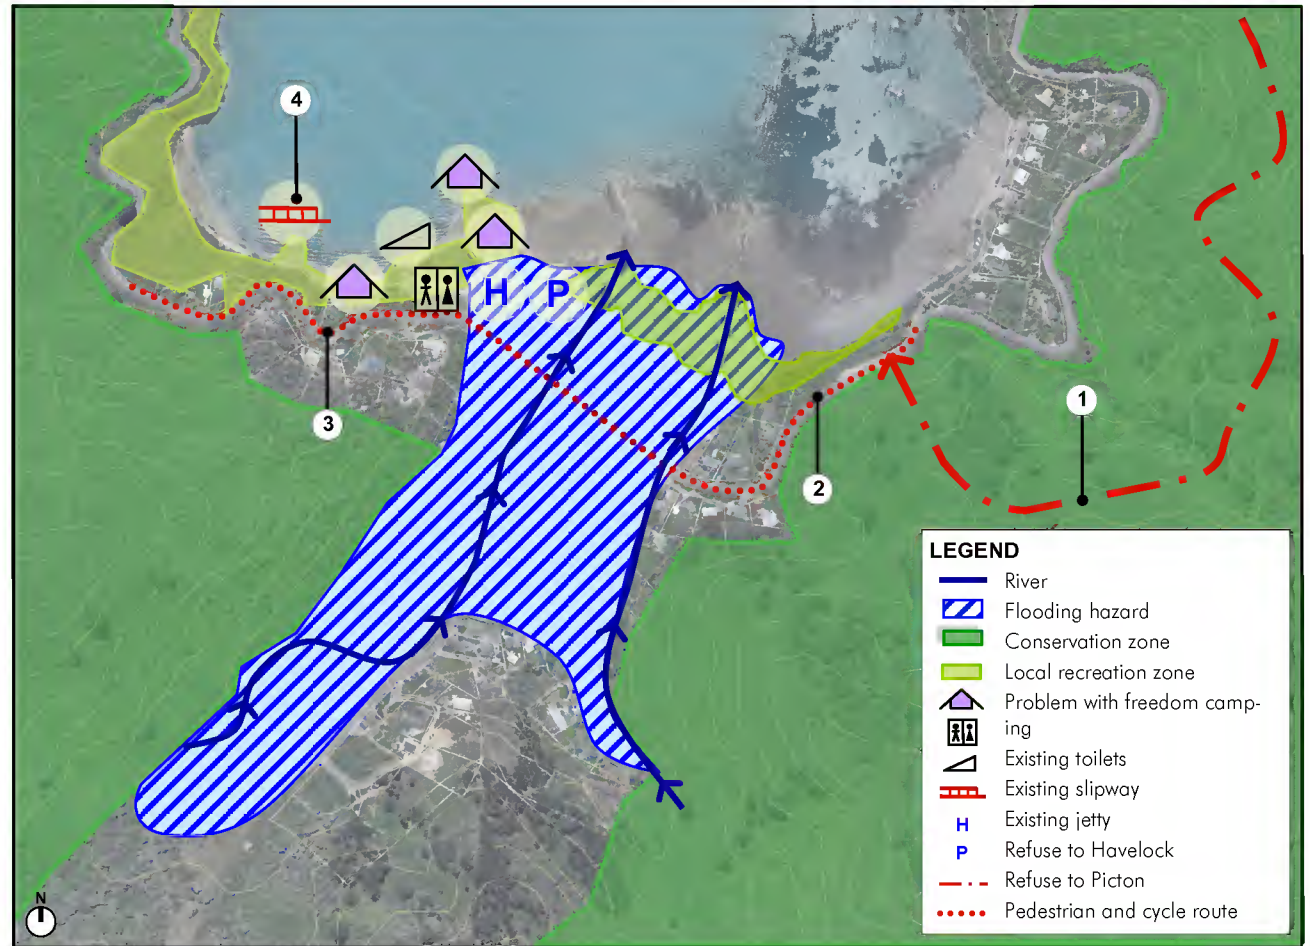 4
H
P
3
1
2
LEGEND
River
Flooding hazard
Conservation zone
Local recreation zone
Problem with freedom camp-
ing
Existing toilets
Existing slipway
Existing jetty
H
Refuse to Havelock
P
Refuse to Picton
Pedestrian and cycle route
N